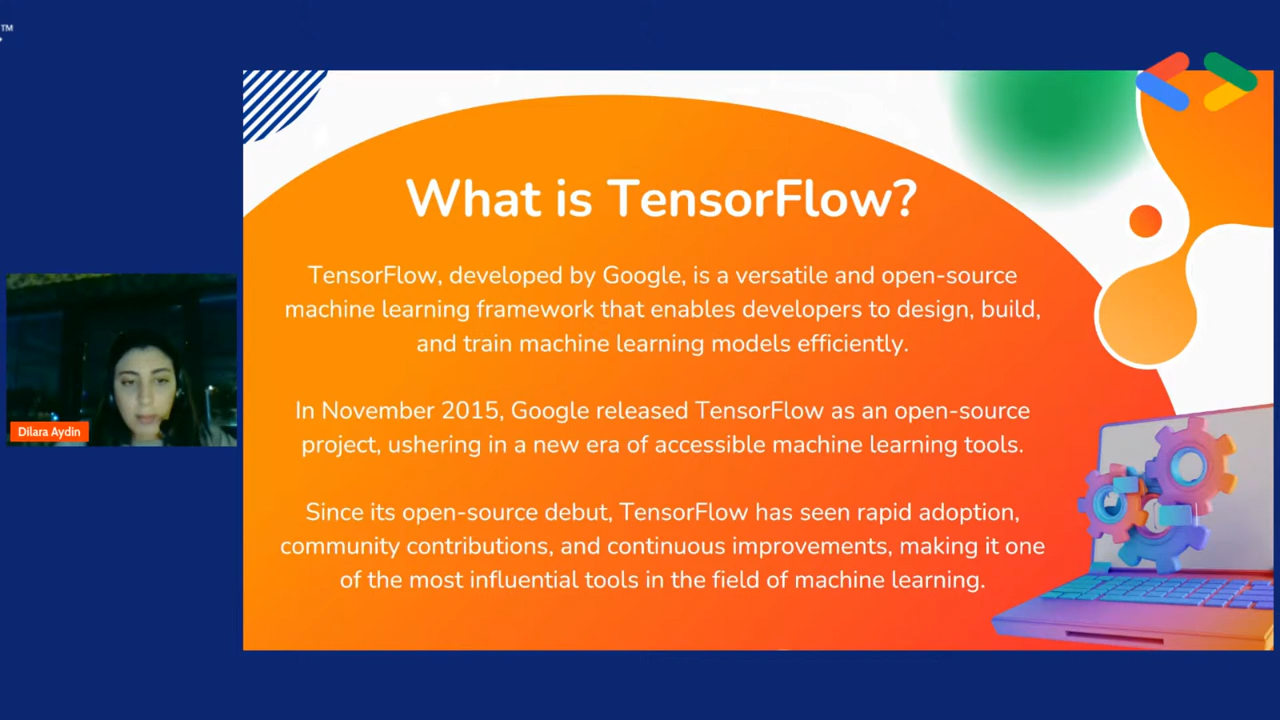 TM
What is TensorFlow?
TensorFlow, developed by Google, is a versatile and open-source
machine learning framework that enables developers to design, build,
and train machine learning models efficiently.
In November 2015, Google released TensorFlow as an open-source
project, ushering in a new era of accessible machine learning tools.
Since its open-source debut, TensorFlow has seen rapid adoption,
community contributions, and continuous improvements, making it one
of the most influential tools in the field of machine learning.
Dilara Aydin